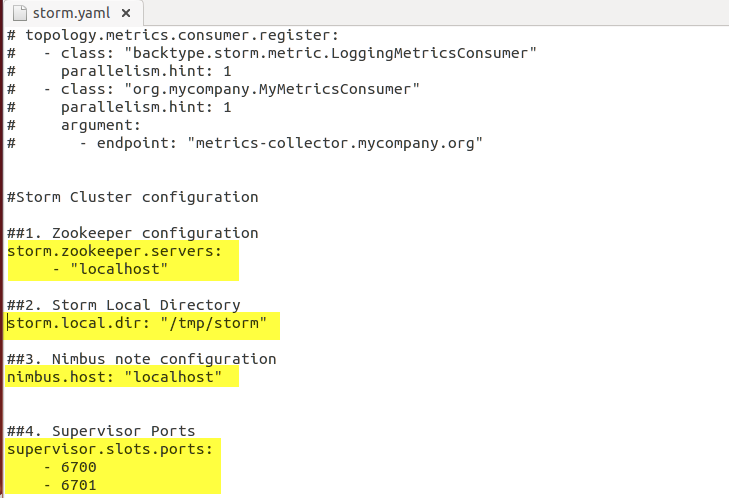 storm.yaml ×
# topology.metrics.consumer.register:
#   - class: "backtype.storm.metric.LoggingMetricsConsumer"
#     parallelism.hint: 1
#   - class: "org.mycompany.MyMetricsConsumer"
#     parallelism.hint: 1
#     argument:
#       - endpoint: "metrics-collector.mycompany.org"
#Storm Cluster configuration
##1. Zookeeper configuration
storm.zookeeper.servers:
     - "localhost"
##2. Storm Local Directory
storm.local.dir: "/tmp/storm"
##3. Nimbus note configuration
nimbus.host: "localhost"
##4. Supervisor Ports
supervisor.slots.ports:
    - 6700
    - 6701